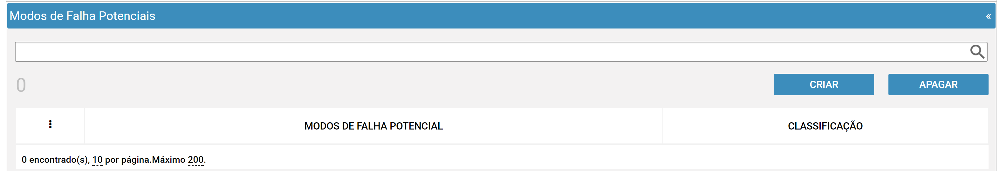 Modos de Falha Potenciais «
0
CRIAR APAGAR
MODOS DE FALHA POTENCIAL CLASSIFICAÇÃO
0 encontrado(s), 10 por página.Máximo 200.